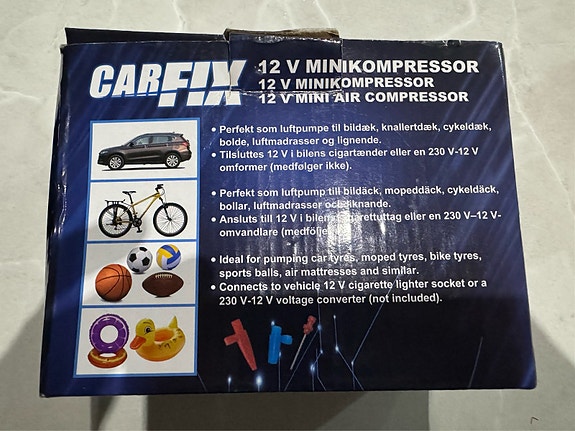 CARFIX
12 V MINIKOMPRESSOR
12 V MINIKOMPRESSOR
12 V MINI AIR COMPRESSOR
• Perfekt som luftpumpe til bildæk, knallertdæk, cykeldæk,
bolde, luftmadrasser og lignende.
• Tilsluttes 12 V i bilens cigartænder eller en 230 V-12 V
omformer (medfølger ikke).
• Perfekt som luftpump till bildäck, mopeddäck, cykeldäck,
bollar, luftmadrasser och liknande.
• Ansluts till 12 V i bilens cigarettuttag eller en 230 V–12 V-
omvandlare (medföljer
• Ideal for pumping car tyres, moped tyres, bike tyres,
sports balls, air mattresses and similar.
• Connects to vehicle 12 V cigarette lighter socket or a
230 V-12 V voltage converter (not included).